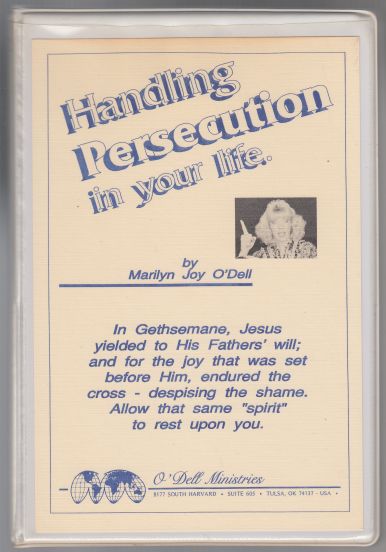 Handling
Persecution
in your life.
by
Marilyn Joy O'Dell
In Gethsemane, Jesus
yielded to His Fathers' will;
and for the joy that was set
before Him, endured the
cross - despising the shame.
Allow that same "spirit"
to rest upon you.
O'Dell Ministries
8177 SOUTH HARVARD • SUITE 605 • TULSA, OK 74137 - USA •